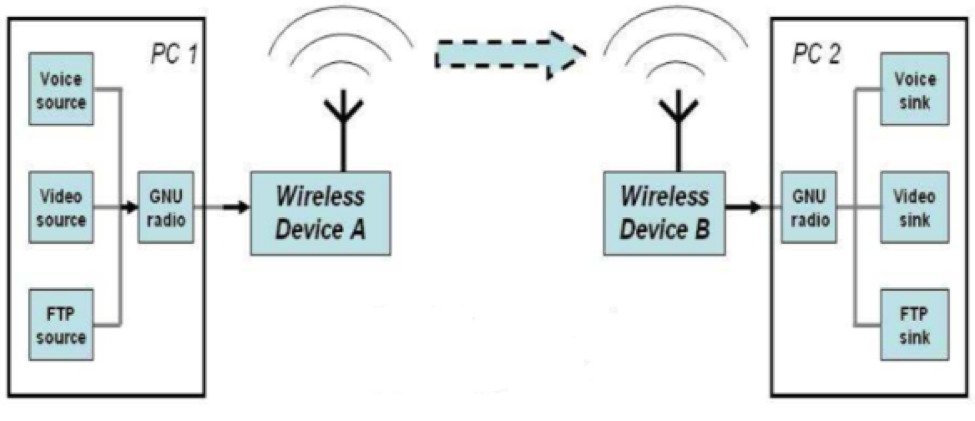 PC 1
Voice
source
Video
source
GNU
radio
FTP
source
Wireless
Device A
Wireless
Device B
PC 2
GNU
radio
Voice
sink
Video
sink
FTP
sink